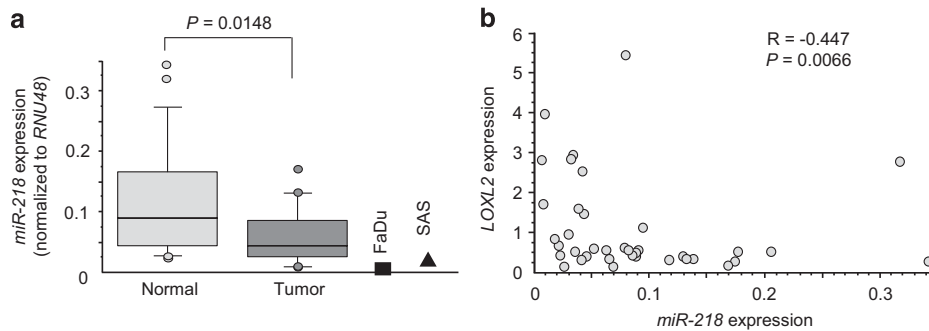 a
P = 0.0148
miR-218 expression
(normalized to RNU48)
0.3
0.2
0.1
0
FaDu
SAS
Normal
Tumor
b
R = -0.447
P = 0.0066
LOXL2 expression
6
5
4
3
2
1
0
0
0.1
0.2
0.3
miR-218 expression